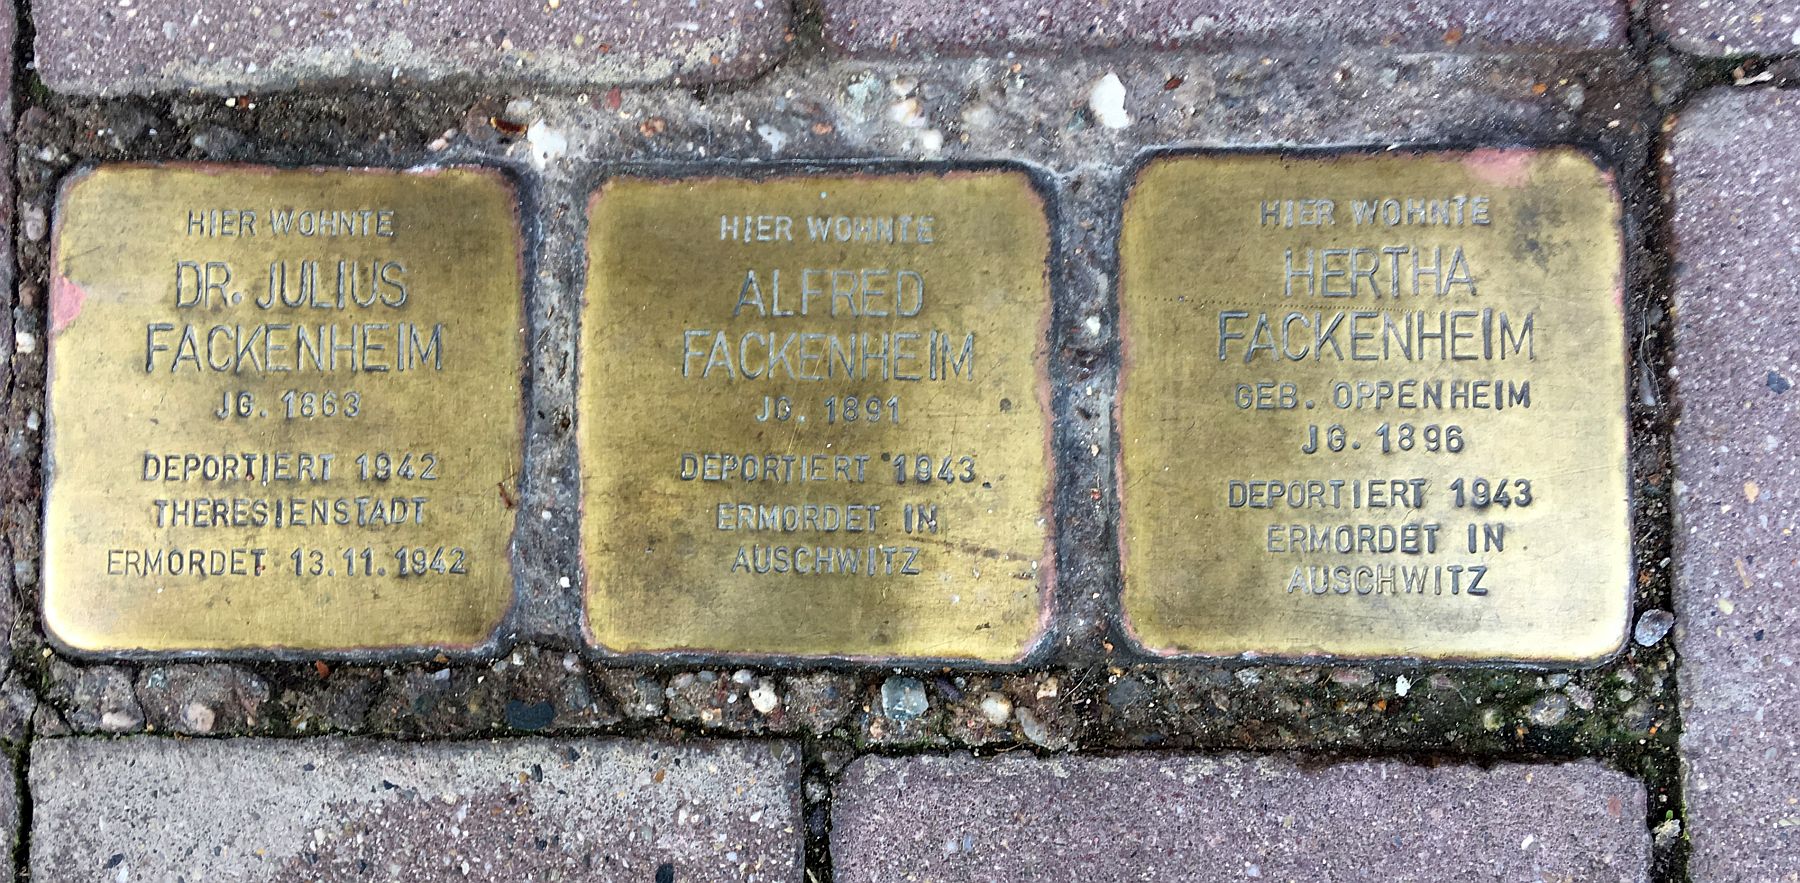 HIER WOHNTE
DR. JULIUS
FACKENHEIM
JG. 1863
DEPORTIERT 1942
THERESIENSTADT
ERMORDET 13.11.1942
HIER WOHNTE
ALFRED
FACKENHEIM
JG. 1891
DEPORTIERT 1943
ERMORDET IN
AUSCHWITZ
HIER WOHNTE
HERTHA
FACKENHEIM
GEB. OPPENHEIM
JG. 1896
DEPORTIERT 1943
ERMORDET IN
AUSCHWITZ